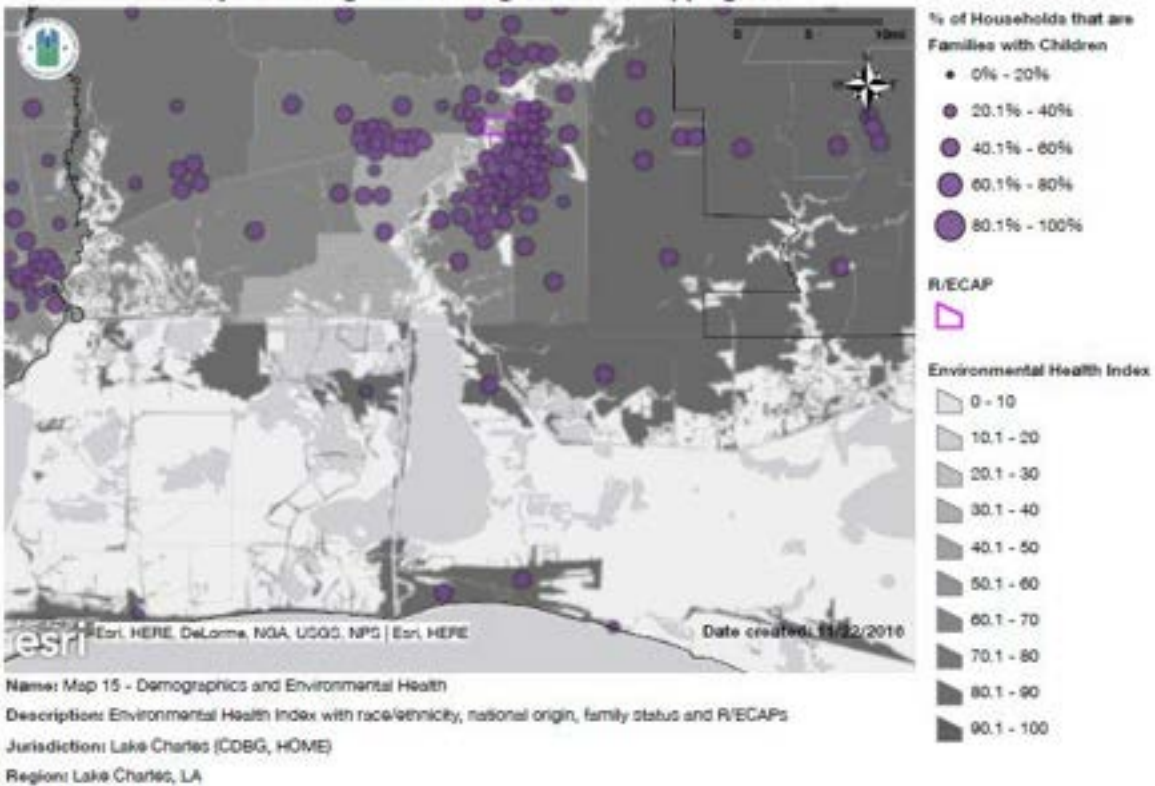 % of Households that are
Families with Children
0% - 20%
20.1% - 40%
40.1% - 60%
60.1% - 80%
80.1% - 100%
R/ECAP
Environmental Health Index
0 - 10
10.1 - 20
20.1 - 30
30.1 - 40
40.1 - 50
50.1 - 60
60.1 - 70
70.1 - 80
80.1 - 90
90.1 - 100
0 5 10mi
esri
Esri, HERE, DeLorme, NGA, USGS, NPS | Esri, HERE
Date created: 11/22/2016
Name: Map 15 - Demographics and Environmental Health
Description: Environmental Health Index with race/ethnicity, national origin, family status and R/ECAPs
Jurisdiction: Lake Charles (CDBG, HOME)
Region: Lake Charles, LA